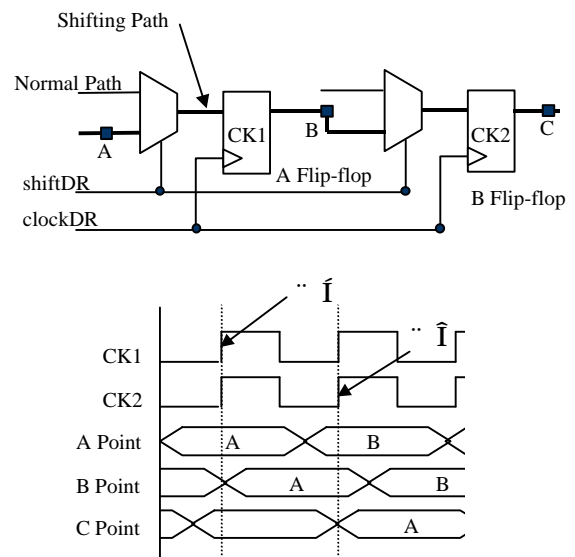 Shifting Path
Normal Path
A
CK1
B
CK2
C
shiftDR
A Flip-flop
clockDR
B Flip-flop
¨ Í
¨ Î
CK1
CK2
A Point
A
B
B Point
A
B
C Point
A